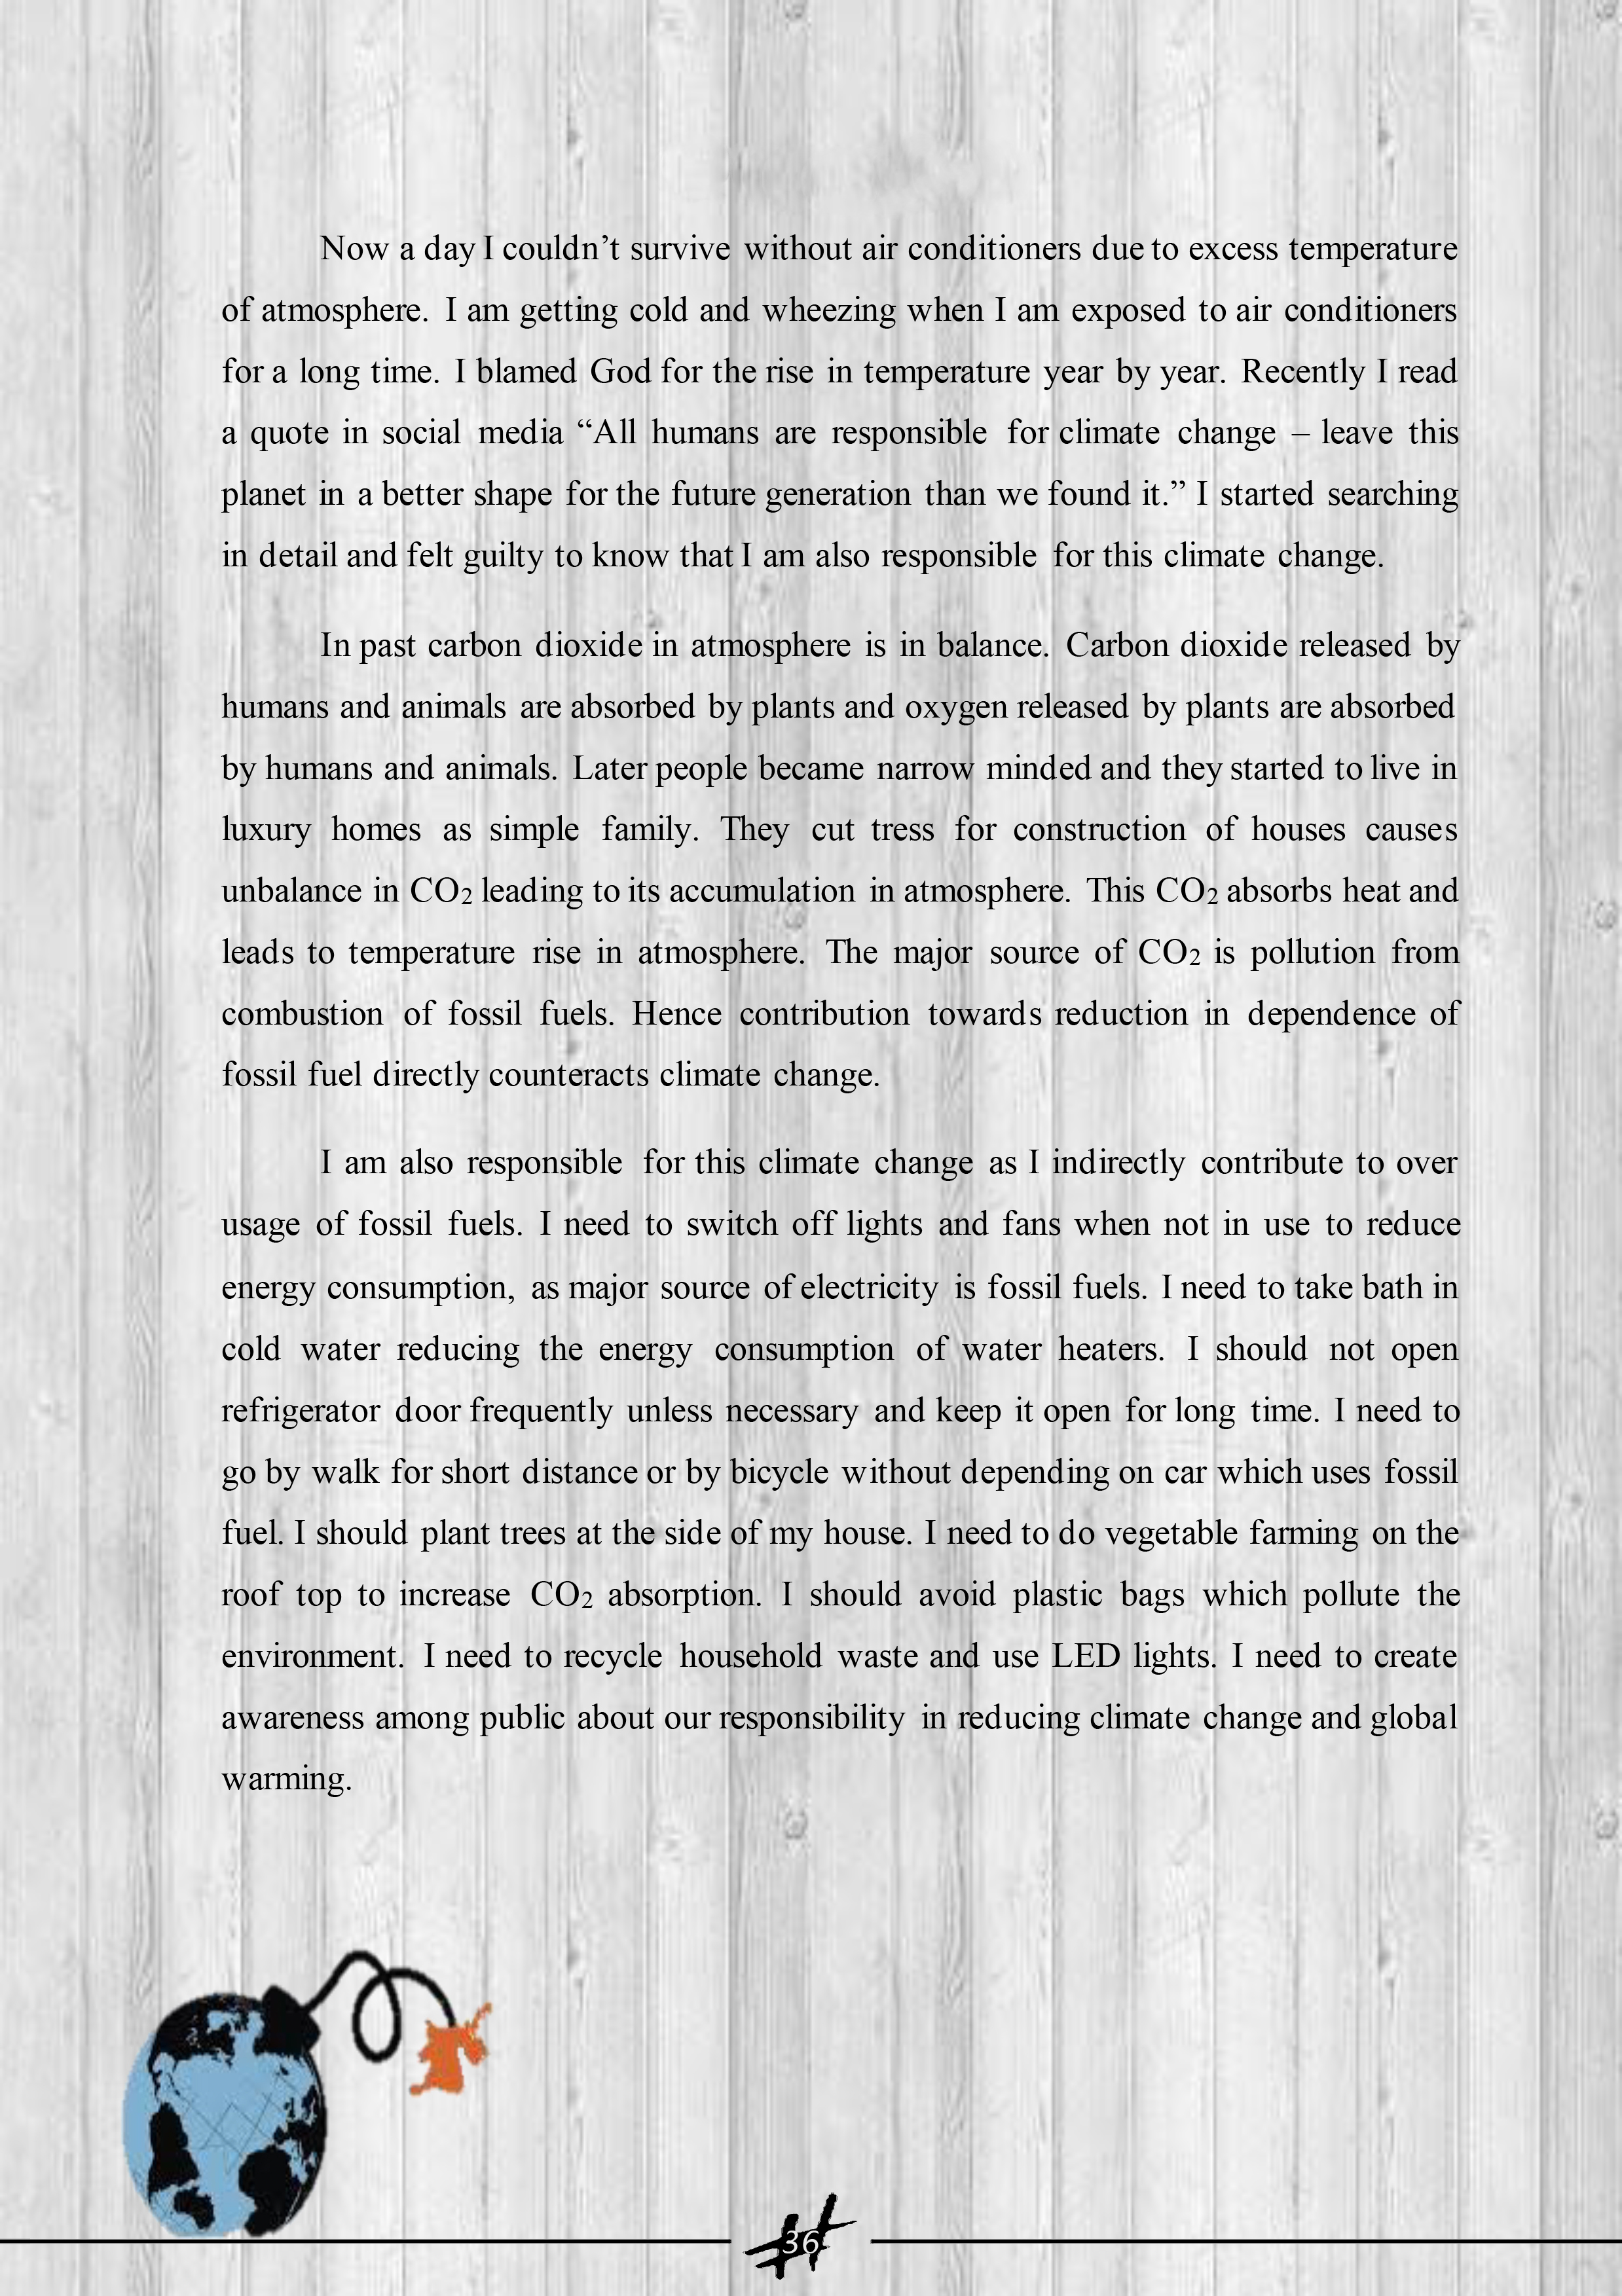 Now a day I couldn’t survive without air conditioners due to excess temperature
of atmosphere. I am getting cold and wheezing when I am exposed to air conditioners
for a long time. I blamed God for the rise in temperature year by year. Recently I read
a quote in social media “All humans are responsible for climate change – leave this
planet in a better shape for the future generation than we found it.” I started searching
in detail and felt guilty to know that I am also responsible for this climate change.
In past carbon dioxide in atmosphere is in balance. Carbon dioxide released by
humans and animals are absorbed by plants and oxygen released by plants are absorbed
by humans and animals. Later people became narrow minded and they started to live in
luxury homes as simple family. They cut tress for construction of houses causes
unbalance in CO₂ leading to its accumulation in atmosphere. This CO₂ absorbs heat and
leads to temperature rise in atmosphere. The major source of CO₂ is pollution from
combustion of fossil fuels. Hence contribution towards reduction in dependence of
fossil fuel directly counteracts climate change.
I am also responsible for this climate change as I indirectly contribute to over
usage of fossil fuels. I need to switch off lights and fans when not in use to reduce
energy consumption, as major source of electricity is fossil fuels. I need to take bath in
cold water reducing the energy consumption of water heaters. I should not open
refrigerator door frequently unless necessary and keep it open for long time. I need to
go by walk for short distance or by bicycle without depending on car which uses fossil
fuel. I should plant trees at the side of my house. I need to do vegetable farming on the
roof top to increase CO₂ absorption. I should avoid plastic bags which pollute the
environment. I need to recycle household waste and use LED lights. I need to create
awareness among public about our responsibility in reducing climate change and global
warming.
36